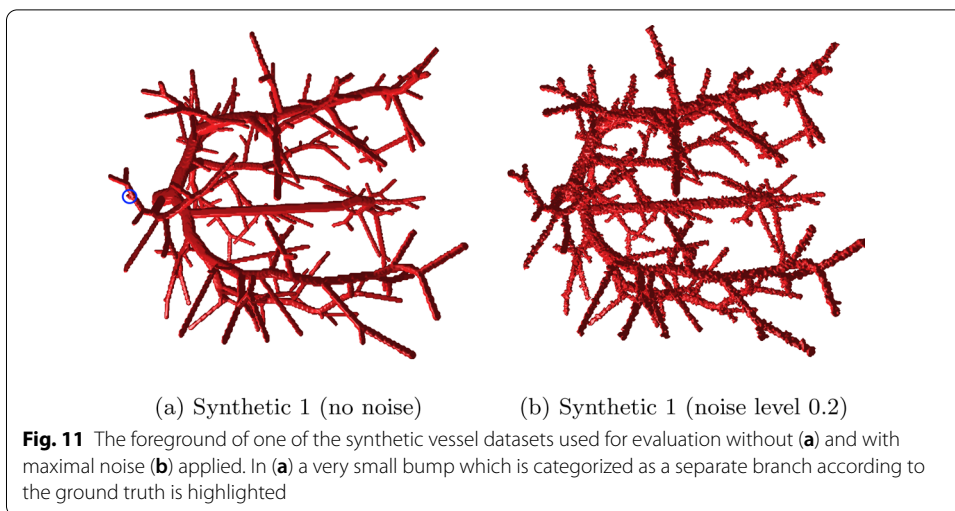 (a) Synthetic 1 (no noise)
(b) Synthetic 1 (noise level 0.2)
Fig. 11 The foreground of one of the synthetic vessel datasets used for evaluation without (a) and with
maximal noise (b) applied. In (a) a very small bump which is categorized as a separate branch according to
the ground truth is highlighted